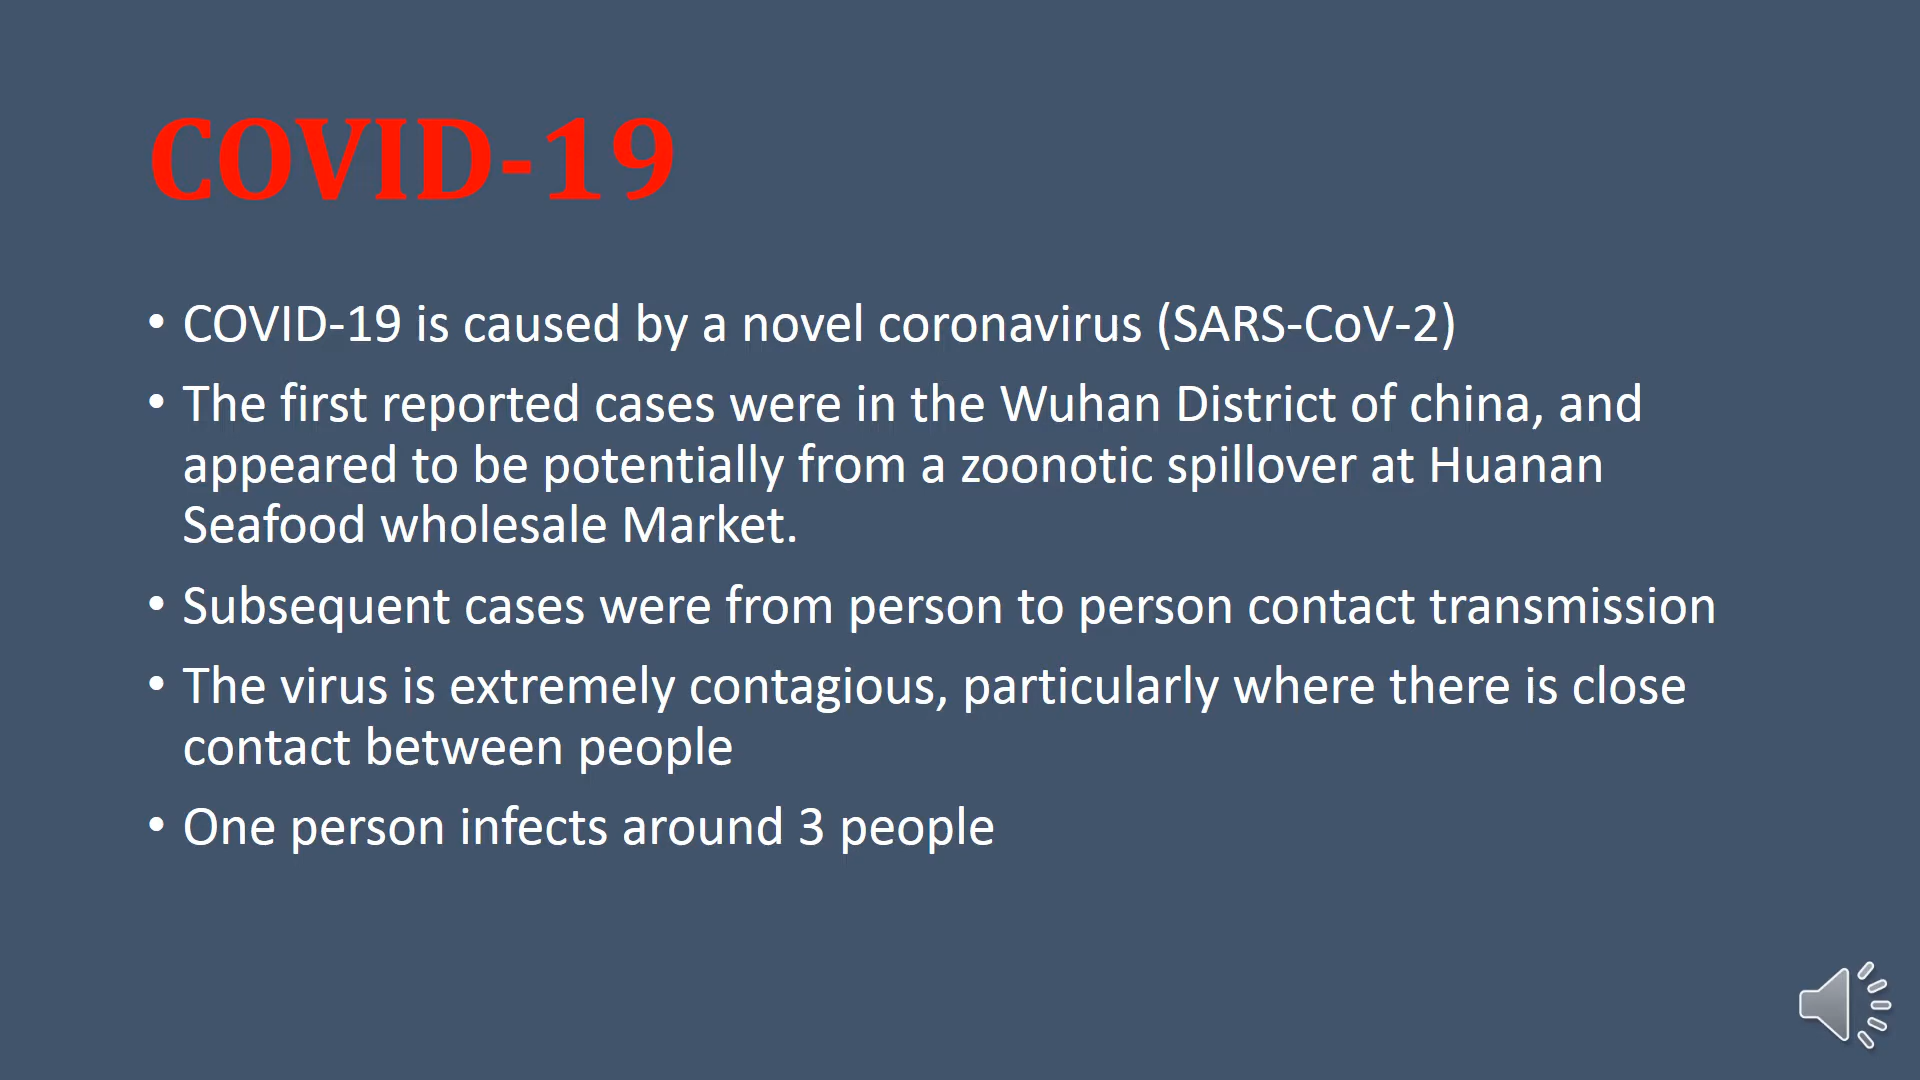 COVID-19
• COVID-19 is caused by a novel coronavirus (SARS-CoV-2)
• The first reported cases were in the Wuhan District of china, and
appeared to be potentially from a zoonotic spillover at Huanan
Seafood wholesale Market.
• Subsequent cases were from person to person contact transmission
• The virus is extremely contagious, particularly where there is close
contact between people
• One person infects around 3 people